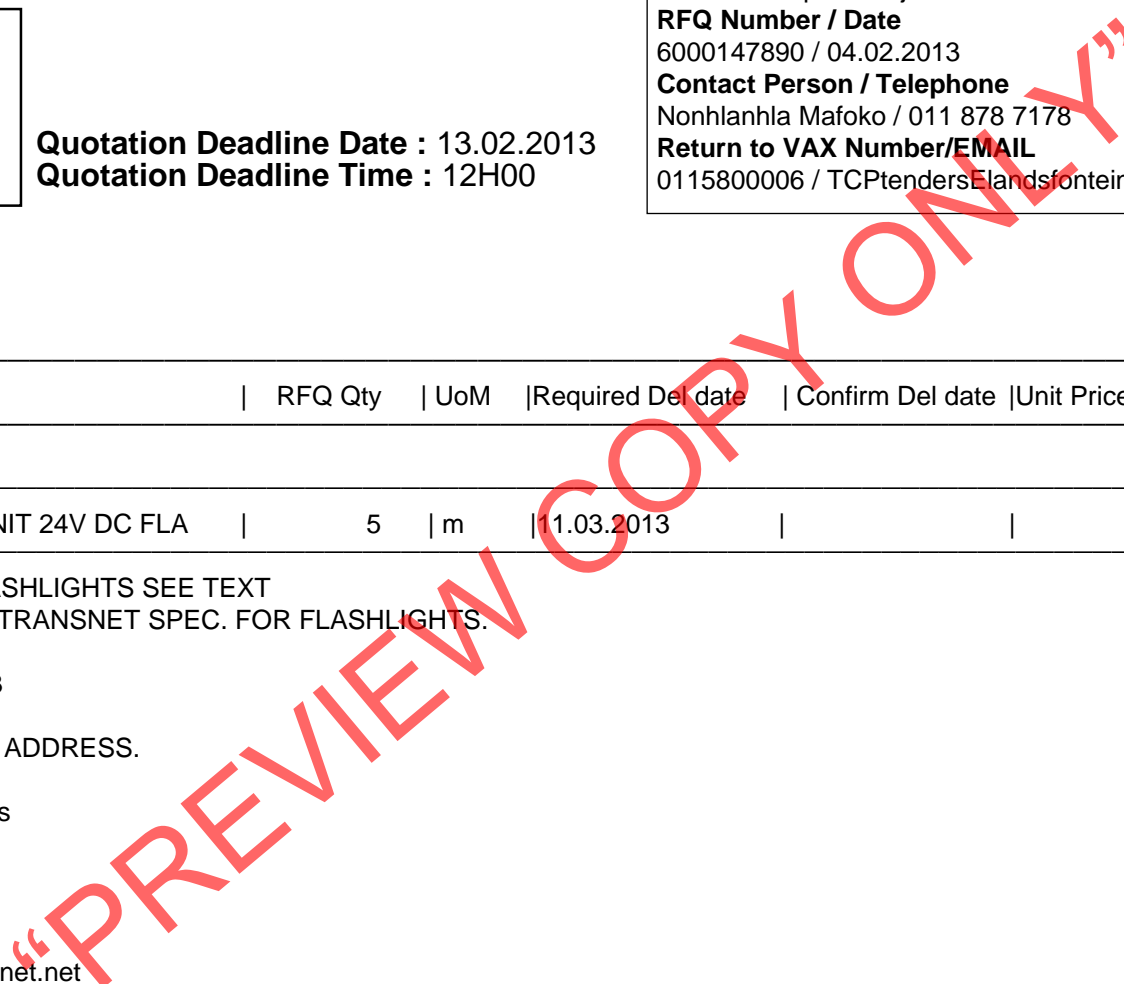 RFQ Number / Date
6000147890 / 04.02.2013
Contact Person / Telephone
Nonhlanhla Mafoko / 011 878 7178
Return to VAX Number/EMAIL
0115800006 / TCPtendersElandsfontein
Quotation Deadline Date : 13.02.2013
Quotation Deadline Time : 12H00
| RFQ Qty | UoM |Required Del date | Confirm Del date |Unit Price
NIT 24V DC FLA | 5 | m |11.03.2013 | |
SHLIGHTS SEE TEXT
TRANSNET SPEC. FOR FLASHLIGHTS.
ADDRESS.
s
net.net
“PREVIEW COPY ONLY”